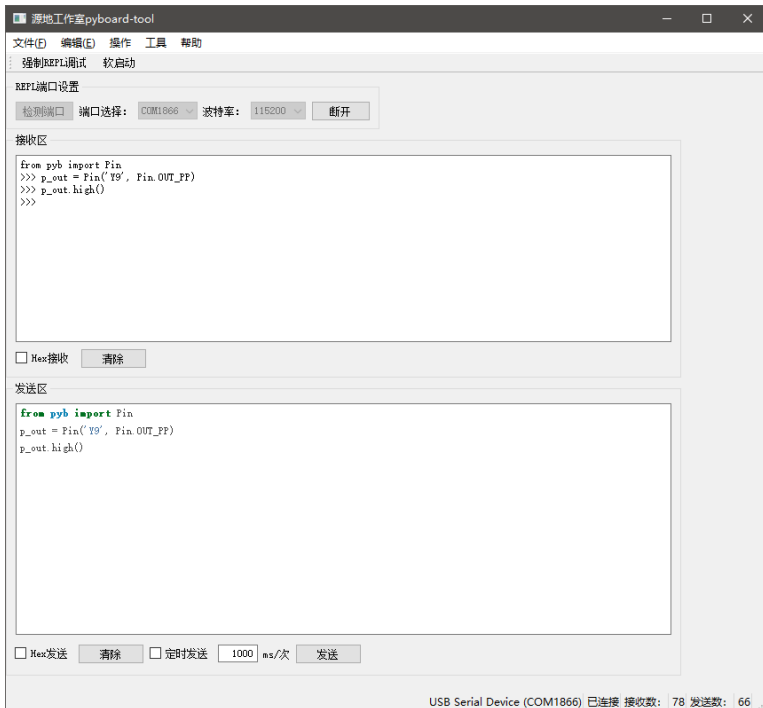 源地工作室pyboard-tool
文件(F) 编辑(E) 操作 工具 帮助
强制REPL调试 软启动
REPL端口设置
检测端口 端口选择: COM1866 波特率: 115200 断开
接收区
from pyb import Pin
>>> p_out = Pin('Y9', Pin.OUT_PP)
>>> p_out.high()
>>>
Hex接收 清除
发送区
from pyb import Pin
p_out = Pin('Y9', Pin.OUT_PP)
p_out.high()
Hex发送 清除 定时发送 1000 ms/次 发送
USB Serial Device (COM1866) 已连接 接收数: 78 发送数: 66